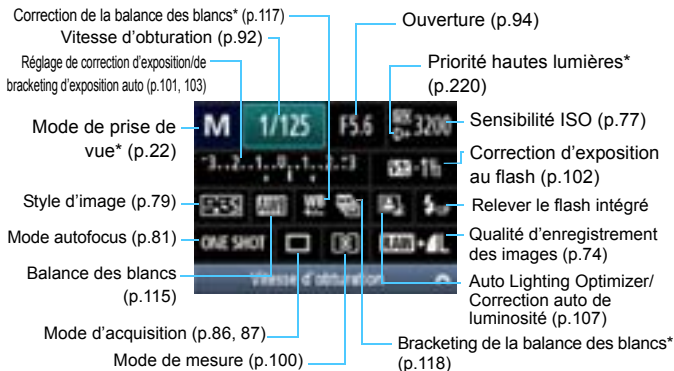 Correction de la balance des blancs* (p.117)
Vitesse d'obturation (p.92)
Ouverture (p.94)
Réglage de correction d'exposition/de
bracketing d'exposition auto (p.101, 103)
Priorité hautes lumières*
(p.220)
Mode de prise de
vue* (p.22)
M 1/125 F5.6 D+ 3200
Sensibilité ISO (p.77)
-3..2..1..0..1..2..:3
Correction d'exposition
au flash (p.102)
Style d'image (p.79)
AWB WB
Relever le flash intégré
Mode autofocus (p.81)
ONE SHOT RAW+ L
Qualité d'enregistrement
des images (p.74)
Balance des blancs
(p.115)
Vitesse d'obturation
Auto Lighting Optimizer/
Correction auto de
luminosité (p.107)
Mode d'acquisition (p.86, 87)
Mode de mesure (p.100)
Bracketing de la balance des blancs*
(p.118)